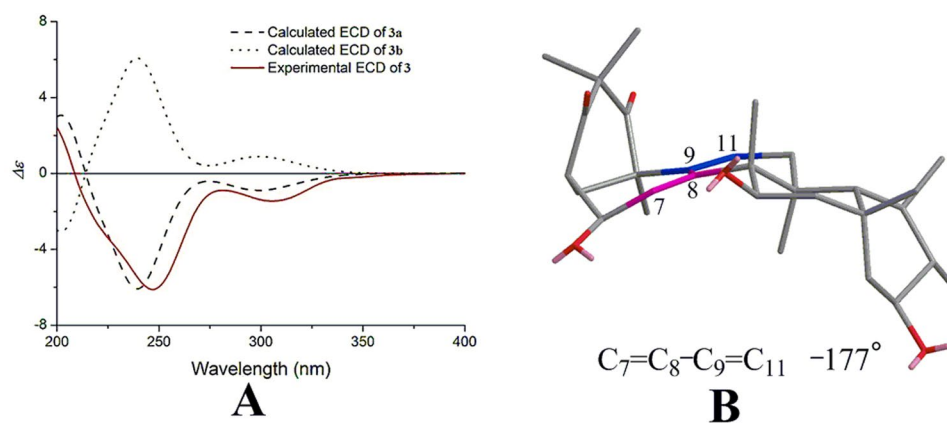 8
4
0
-4
-8
Δε
200
250
300
350
400
Wavelength (nm)
Calculated ECD of 3a
Calculated ECD of 3b
Experimental ECD of 3
A
9
11
7
8
C₇=C₈-C₉=C₁₁ -177°
B